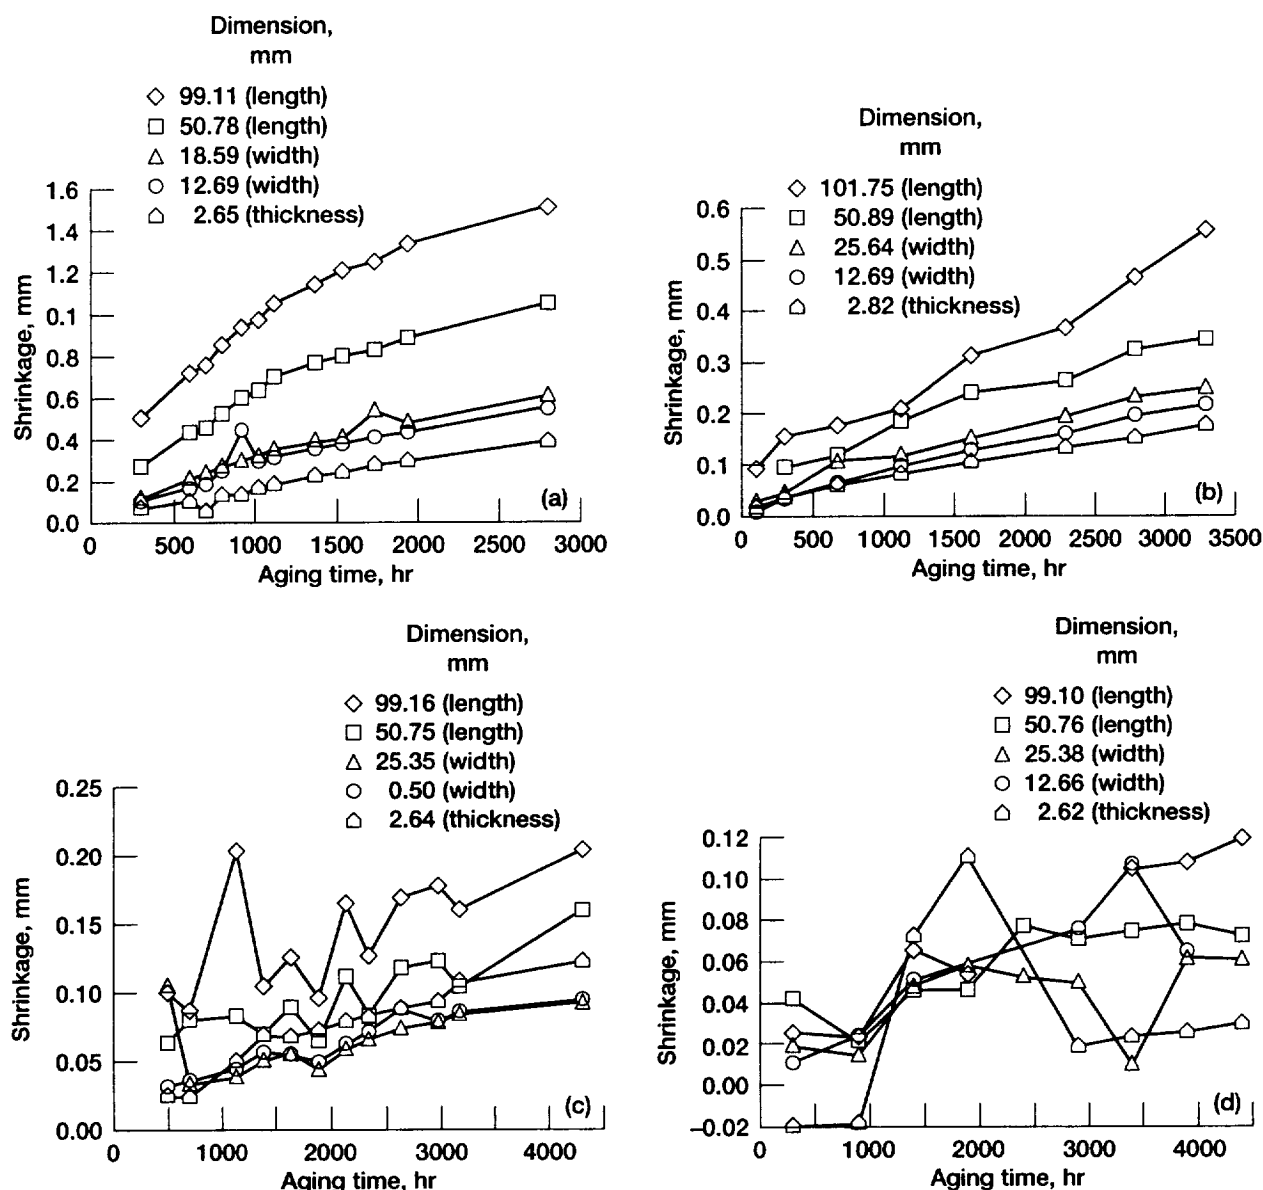 Dimension,
mm
99.11 (length)
50.78 (length)
18.59 (width)
12.69 (width)
2.65 (thickness)
1.6
1.4
1.2
0.1
0.8
0.6
0.4
0.2
0.0
Shrinkage, mm
(a)
0 500 1000 1500 2000 2500 3000
Aging time, hr
Dimension,
mm
101.75 (length)
50.89 (length)
25.64 (width)
12.69 (width)
2.82 (thickness)
0.6
0.5
0.4
0.3
0.2
0.1
0.0
Shrinkage, mm
(b)
0 500 1000 1500 2000 2500 3000 3500
Aging time, hr
Dimension,
mm
99.16 (length)
50.75 (length)
25.35 (width)
0.50 (width)
2.64 (thickness)
0.25
0.20
0.15
0.10
0.05
0.00
Shrinkage, mm
(c)
0 1000 2000 3000 4000
Aging time, hr
Dimension,
mm
99.10 (length)
50.76 (length)
25.38 (width)
12.66 (width)
2.62 (thickness)
0.12
0.10
0.08
0.06
0.04
0.02
0.00
–0.02
Shrinkage, mm
(d)
0 1000 2000 3000 4000
Aging time, hr